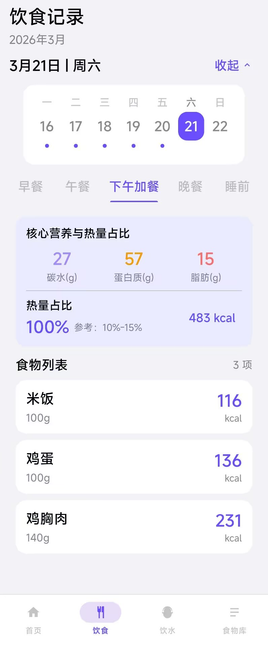 饮食记录
2026年3月
3月21日 | 周六 收起
一 二 三 四 五 六 日
16 17 18 19 20 21 22
早餐 午餐 下午加餐 晚餐 睡前
核心营养与热量占比
27 57 15
碳水(g) 蛋白质(g) 脂肪(g)
热量占比
100% 参考：10%-15% 483 kcal
食物列表 3 项
米饭 116
100g kcal
鸡蛋 136
100g kcal
鸡胸肉 231
140g kcal
首页 饮食 饮水 食物库